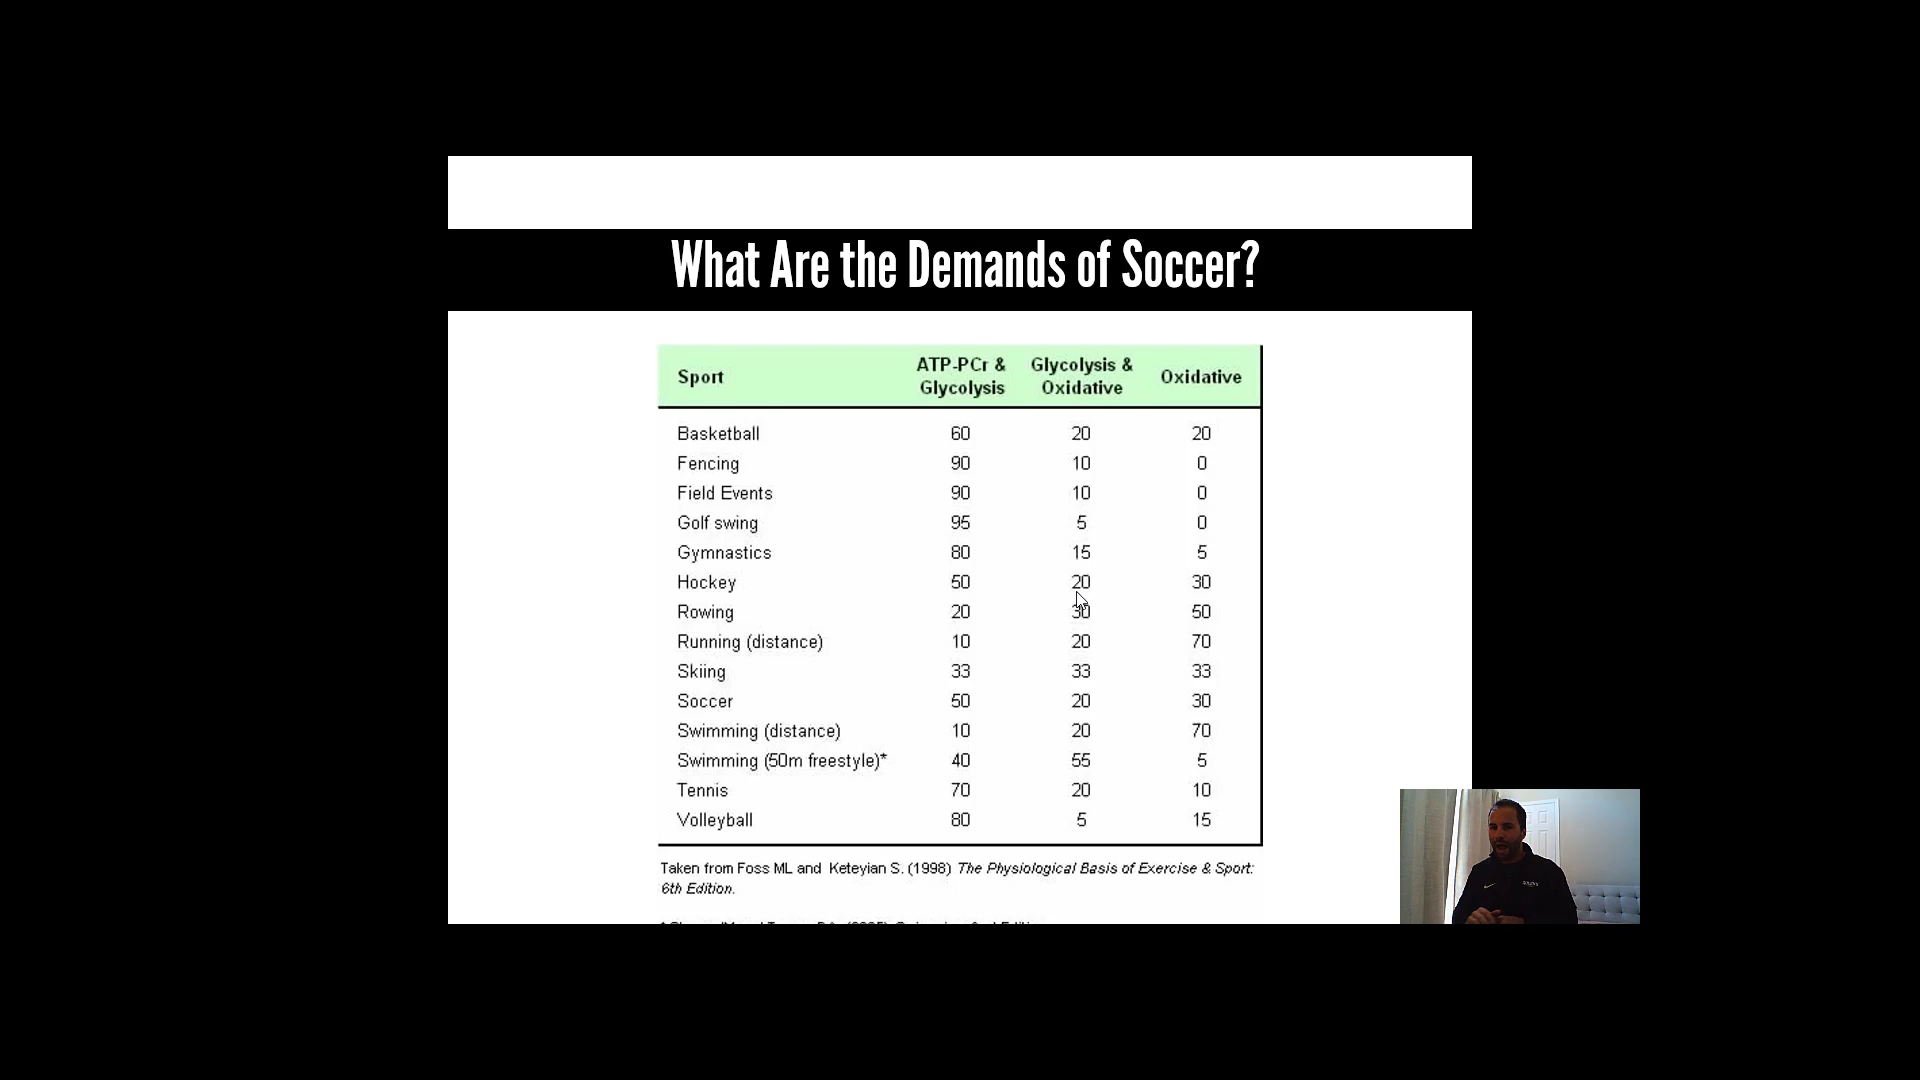 What Are the Demands of Soccer?
Sport ATP-PCr & Glycolysis Glycolysis & Oxidative Oxidative
Basketball 60 20 20
Fencing 90 10 0
Field Events 90 10 0
Golf swing 95 5 0
Gymnastics 80 15 5
Hockey 50 20 30
Rowing 20 30 50
Running (distance) 10 20 70
Skiing 33 33 33
Soccer 50 20 30
Swimming (distance) 10 20 70
Swimming (50m freestyle)* 40 55 5
Tennis 70 20 10
Volleyball 80 5 15
Taken from Foss ML and Keteyian S. (1998) The Physiological Basis of Exercise & Sport:
6th Edition.